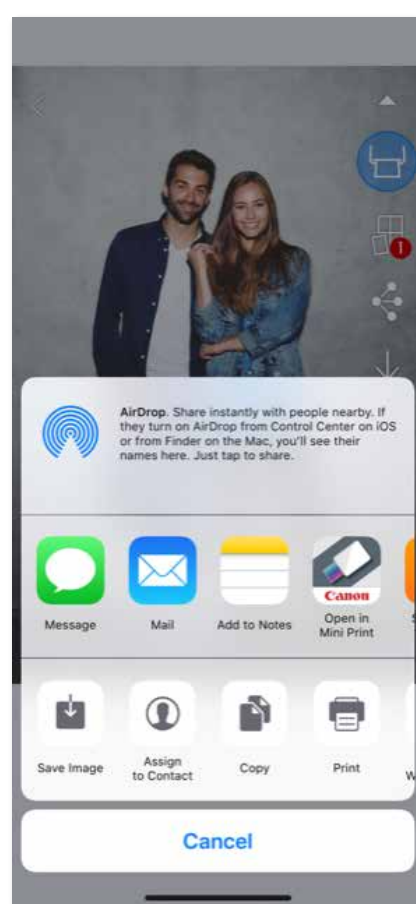 1
AirDrop. Share instantly with people nearby. If
they turn on AirDrop from Control Center on iOS
or from Finder on the Mac, you'll see their
names here. Just tap to share.
Message
Mail
Add to Notes
Canon
Open in
Mini Print
S
Save Image
Assign
to Contact
Copy
Print
W
Cancel